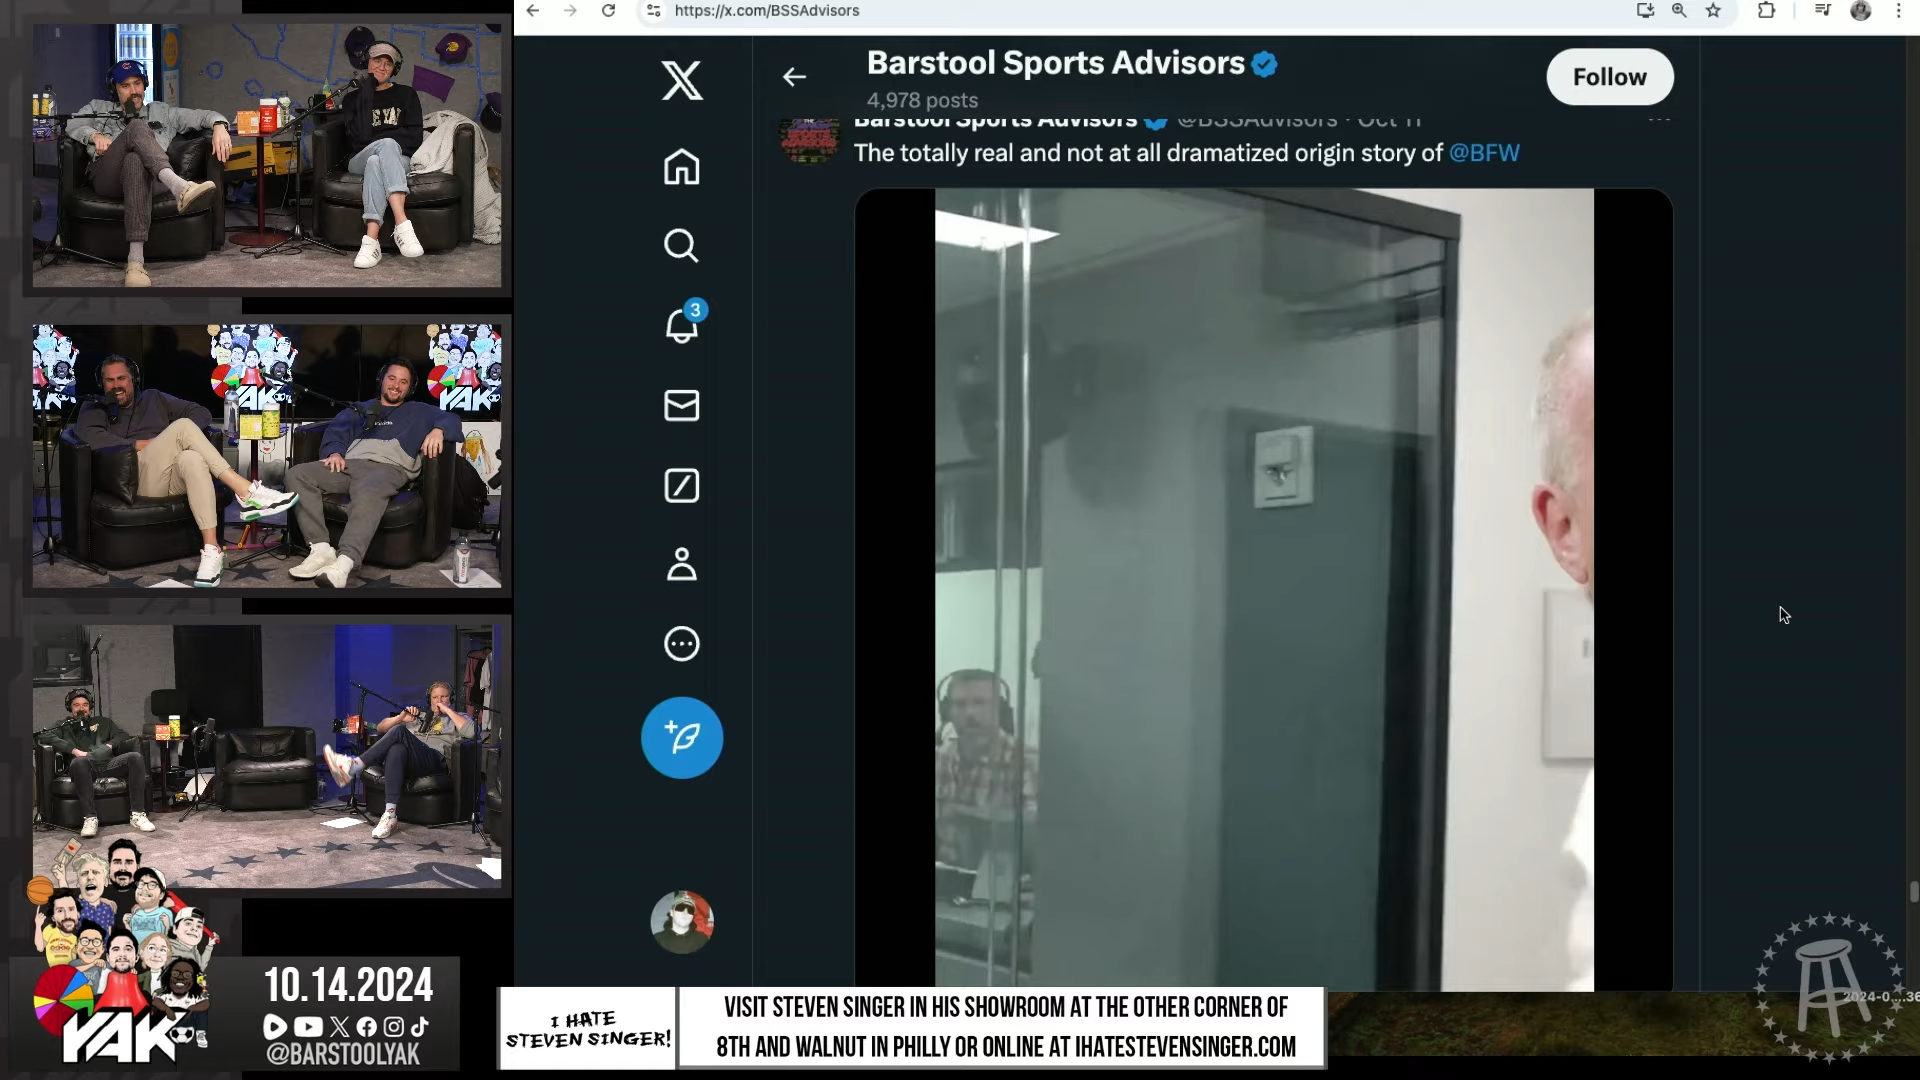 https://x.com/BSSAdvisors
Barstool Sports Advisors
4,978 posts
Follow
Barstool Sports Advisors @BSSAdvisors · Oct 11
The totally real and not at all dramatized origin story of @BFW
3
YAK
YAK
YAK
10.14.2024
@BARSTOOLYAK
I HATE
STEVEN SINGER!
VISIT STEVEN SINGER IN HIS SHOWROOM AT THE OTHER CORNER OF
8TH AND WALNUT IN PHILLY OR ONLINE AT IHATESTEVENSINGER.COM